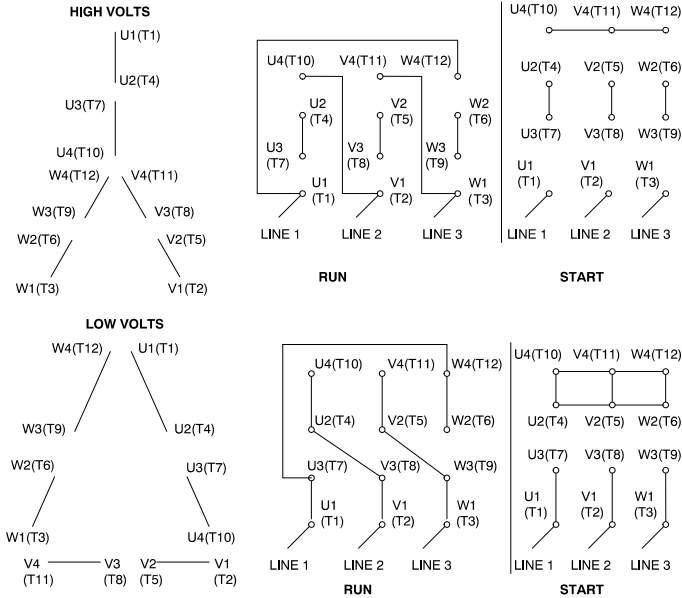 HIGH VOLTS
U1(T1)
U2(T4)
U3(T7)
U4(T10)
W4(T12) V4(T11)
W3(T9) V3(T8)
W2(T6) V2(T5)
W1(T3) V1(T2)
U4(T10) V4(T11) W4(T12)
U2 (T4) V2 (T5) W2 (T6)
U3 (T7) V3 (T8) W3 (T9)
U1 (T1) V1 (T2) W1 (T3)
LINE 1 LINE 2 LINE 3
RUN
U4(T10) V4(T11) W4(T12)
U2(T4) V2(T5) W2(T6)
U3(T7) V3(T8) W3(T9)
U1 (T1) V1 (T2) W1 (T3)
LINE 1 LINE 2 LINE 3
START
LOW VOLTS
W4(T12) U1(T1)
W3(T9) U2(T4)
W2(T6) U3(T7)
W1(T3) U4(T10)
V4 (T11) V3 (T8) V2 (T5) V1 (T2)
U4(T10) V4(T11) W4(T12)
U2(T4) V2(T5) W2(T6)
U3(T7) V3(T8) W3(T9)
U1 (T1) V1 (T2) W1 (T3)
LINE 1 LINE 2 LINE 3
RUN
U4(T10) V4(T11) W4(T12)
U2(T4) V2(T5) W2(T6)
U3(T7) V3(T8) W3(T9)
U1 (T1) V1 (T2) W1 (T3)
LINE 1 LINE 2 LINE 3
START